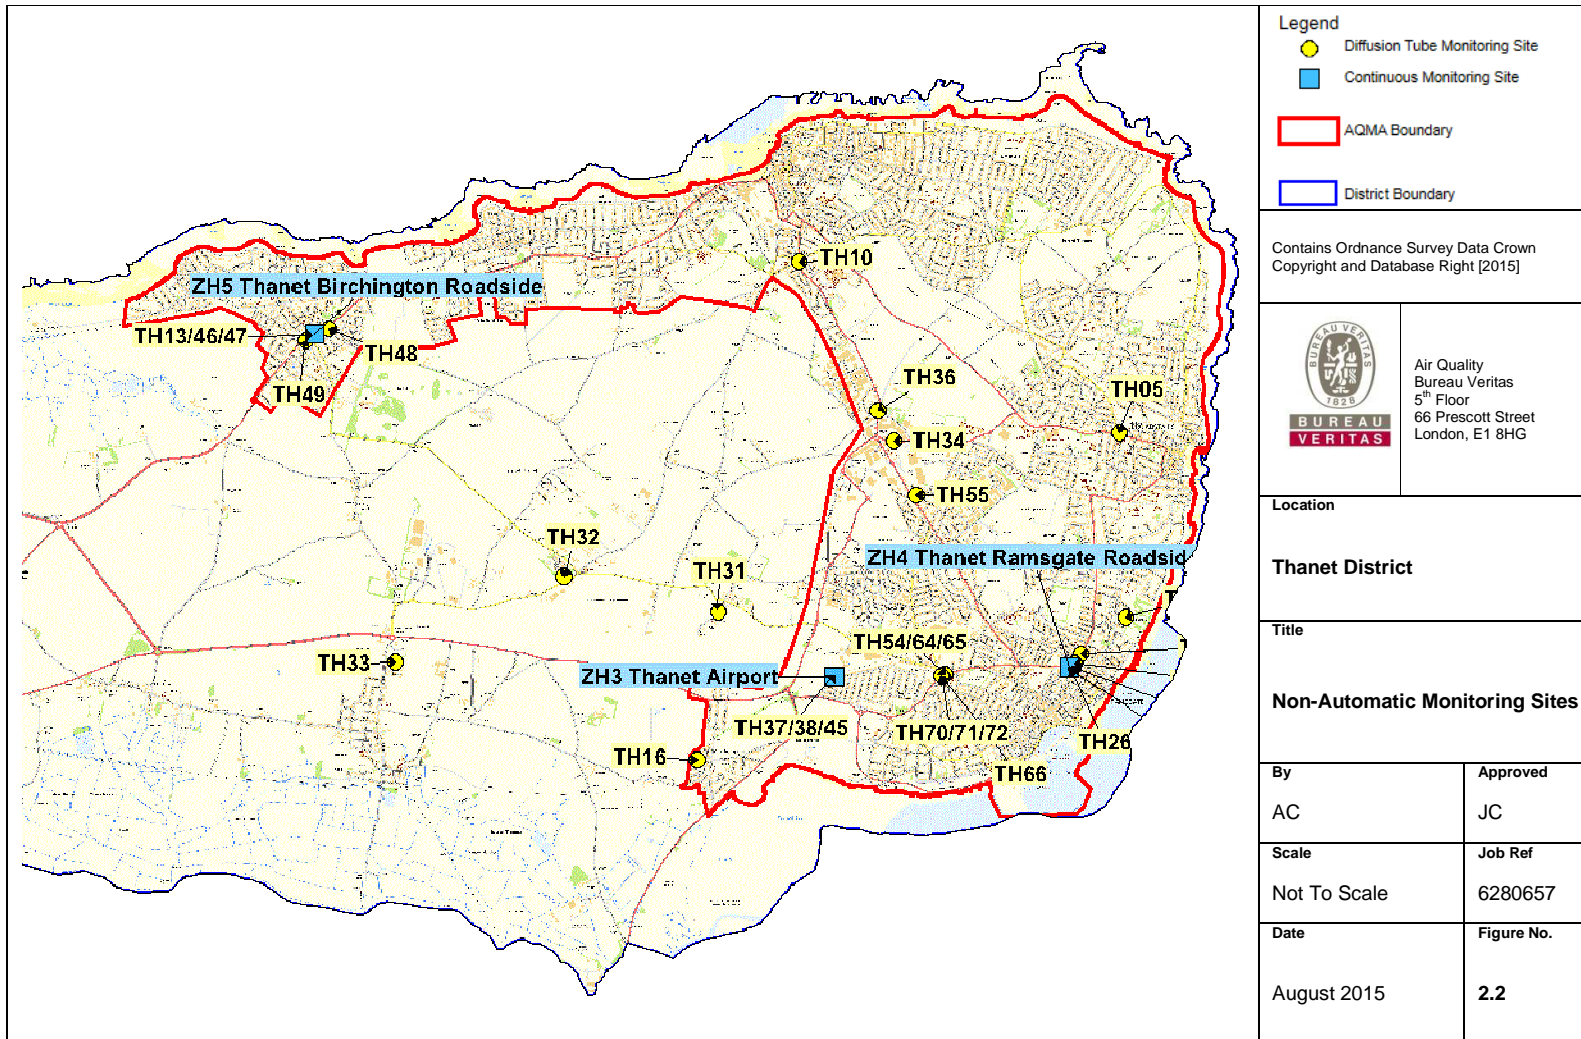 ZH5 Thanet Birchington Roadside
TH10
TH13/46/47
TH48
TH49
TH36
TH05
TH34
TH55
TH32
ZH4 Thanet Ramsgate Roadsid
TH31
TH54/64/65
TH33
ZH3 Thanet Airport
TH37/38/45
TH70/71/72
TH26
TH16
TH66
Legend
Diffusion Tube Monitoring Site
Continuous Monitoring Site
AQMA Boundary
District Boundary
Contains Ordnance Survey Data Crown
Copyright and Database Right [2015]
BUREAU VERITAS
1828
BUREAU
VERITAS
Air Quality
Bureau Veritas
5th Floor
66 Prescott Street
London, E1 8HG
Location
Thanet District
Title
Non-Automatic Monitoring Sites
By
Approved
AC
JC
Scale
Job Ref
Not To Scale
6280657
Date
Figure No.
August 2015
2.2